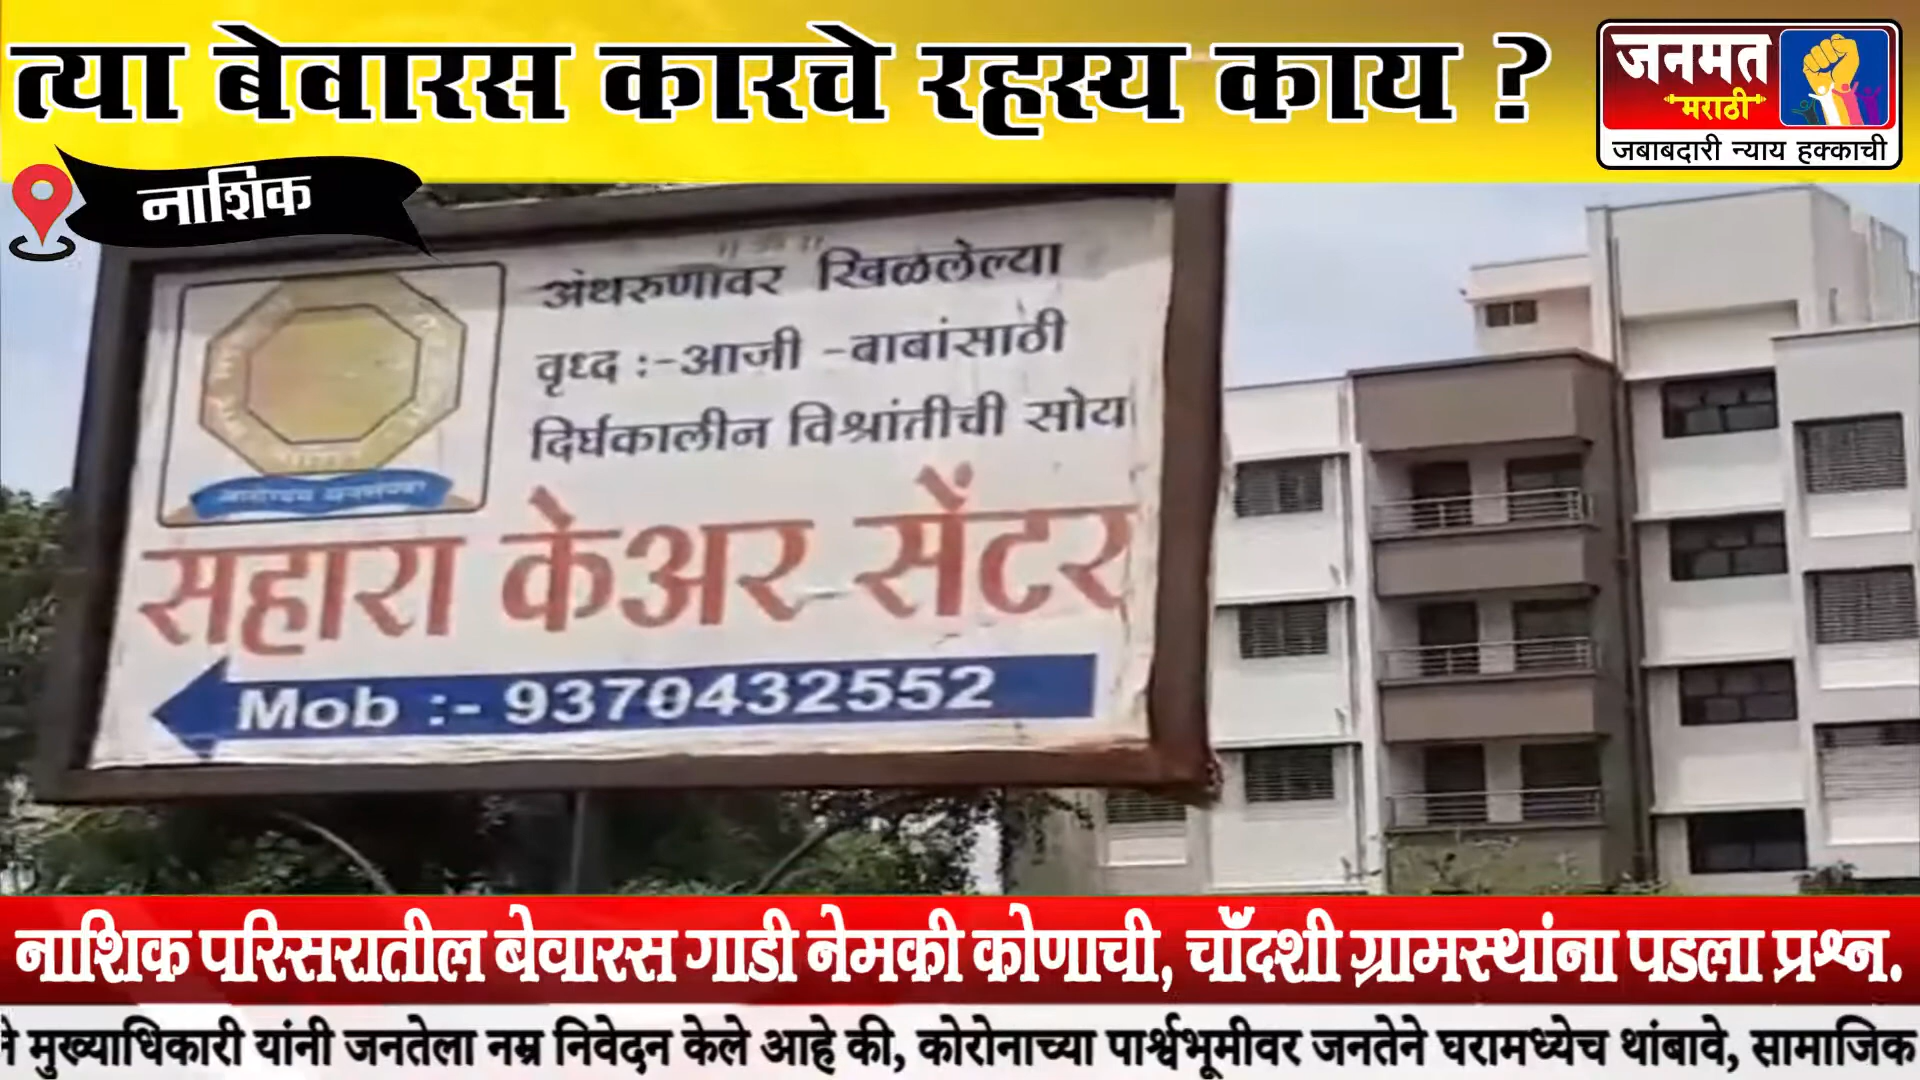 त्या बेवारस कारचे रहस्य काय ?
जनमत
मराठी
जबाबदारी न्याय हक्काची
नाशिक
अंथरुणावर खिळलेल्या
वृध्द :-आजी -बाबांसाठी
दिर्घकालीन विश्रांतीची सोय
सहारा केअर सेंटर
Mob :- 9370432552
नाशिक परिसरातील बेवारस गाडी नेमकी कोणाची, चाँदशी ग्रामस्थांना पडला प्रश्न.
मुख्याधिकारी यांनी जनतेला नम्र निवेदन केले आहे की, कोरोनाच्या पार्श्वभूमीवर जनतेने घरामध्येच थांबावे, सामाजिक